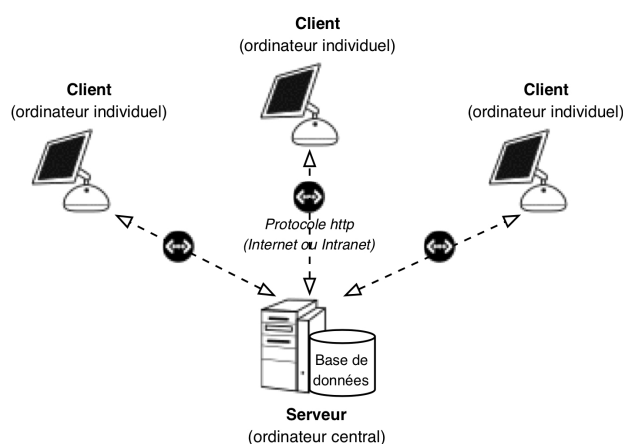 Client
(ordinateur individuel)
Client
(ordinateur individuel)
Client
(ordinateur individuel)
Protocole http
(Internet ou Intranet)
Base de
données
Serveur
(ordinateur central)